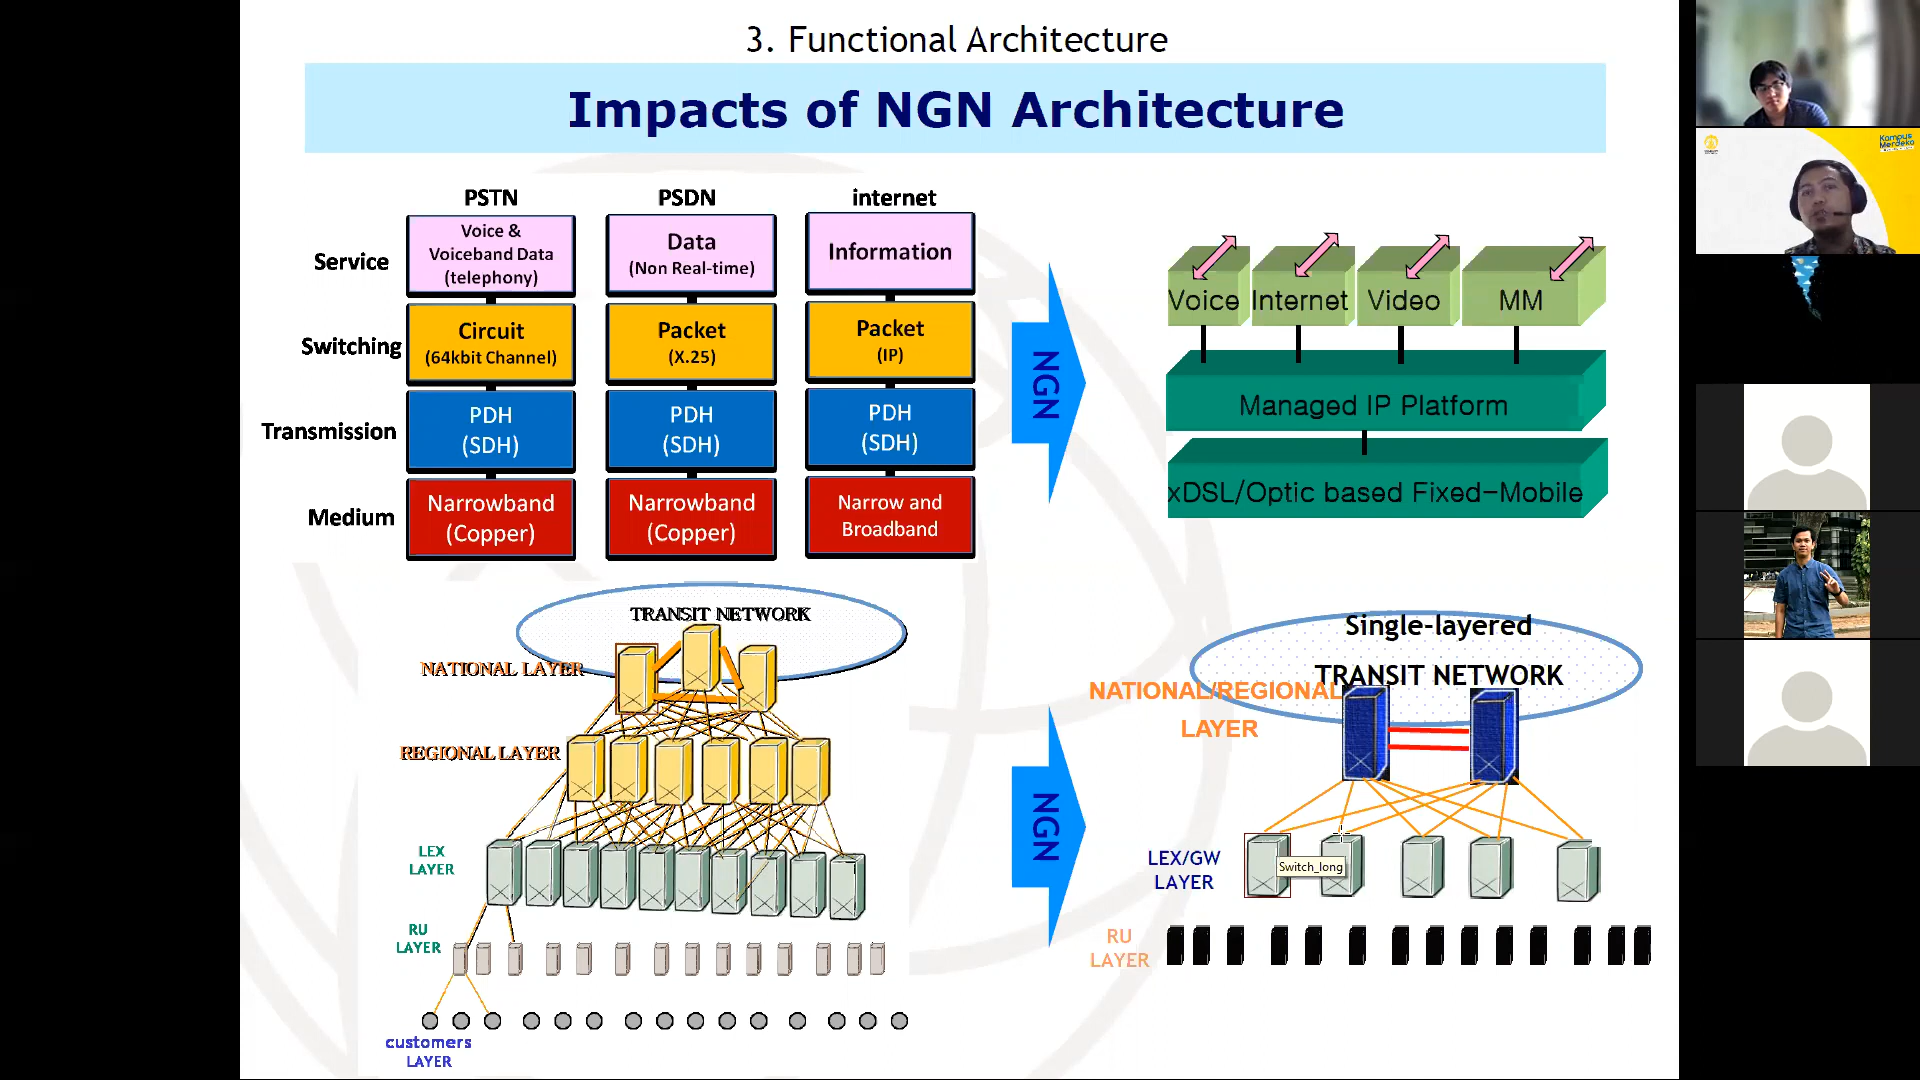 3. Functional Architecture
Impacts of NGN Architecture
PSTN
PSDN
internet
Service
Voice &
Voiceband Data
(telephony)
Data
(Non Real-time)
Information
Switching
Circuit
(64kbit Channel)
Packet
(X.25)
Packet
(IP)
Transmission
PDH
(SDH)
PDH
(SDH)
PDH
(SDH)
Medium
Narrowband
(Copper)
Narrowband
(Copper)
Narrow and
Broadband
NGN
Voice
Internet
Video
MM
Managed IP Platform
xDSL/Optic based Fixed-Mobile
TRANSIT NETWORK
NATIONAL LAYER
REGIONAL LAYER
LEX
LAYER
RU
LAYER
customers
LAYER
NGN
Single-layered
TRANSIT NETWORK
NATIONAL/REGIONAL
LAYER
LEX/GW
LAYER
Switch_long
RU
LAYER
Kampus
Merdeka